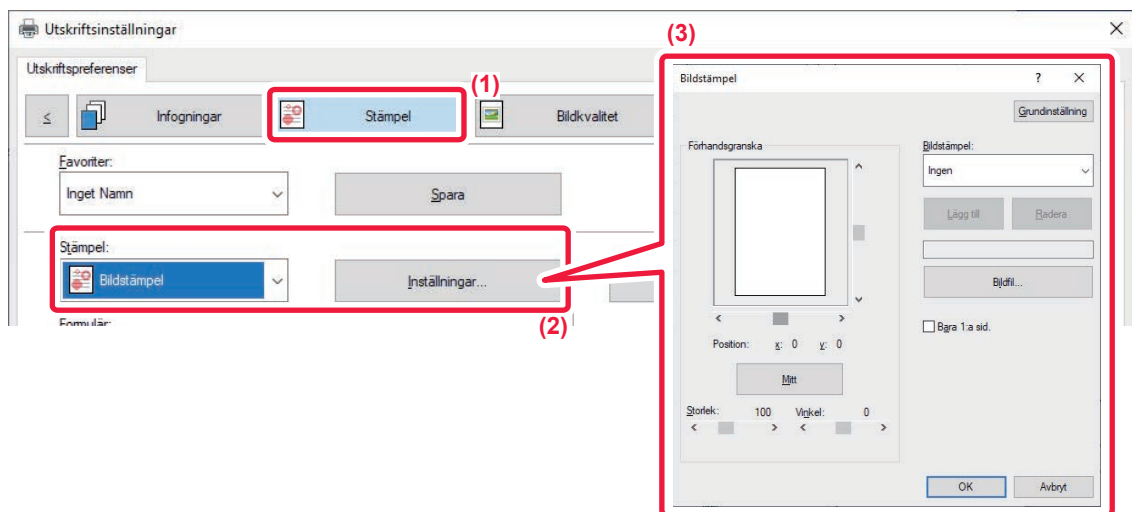 Utskriftsinställningar
Utskriftspreferenser
(1)
≤ Infogningar Stämpel Bildkvalitet
Favoriter:
Inget Namn Spara
Stämpel:
Bildstämpel Inställningar...
(2)
Formulär:
(3)
Bildstämpel ? ×
Grundinställning
Förhandsgranska
Bildstämpel:
Ingen
Lägg till Radera
Bildfil...
Bara 1:a sid.
Position: x: 0 y: 0
Mitt
Storlek: 100 Vinkel: 0
OK Avbryt